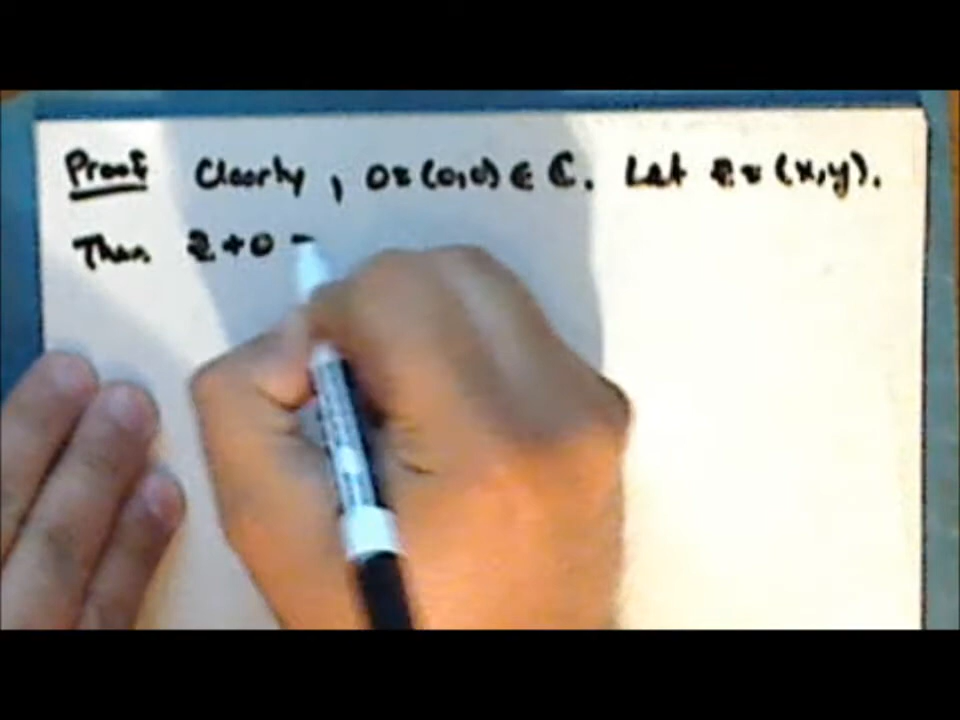 Proof Clearly, 0=(0,0)∈ℂ. Let z=(x,y).
Then z+0 =